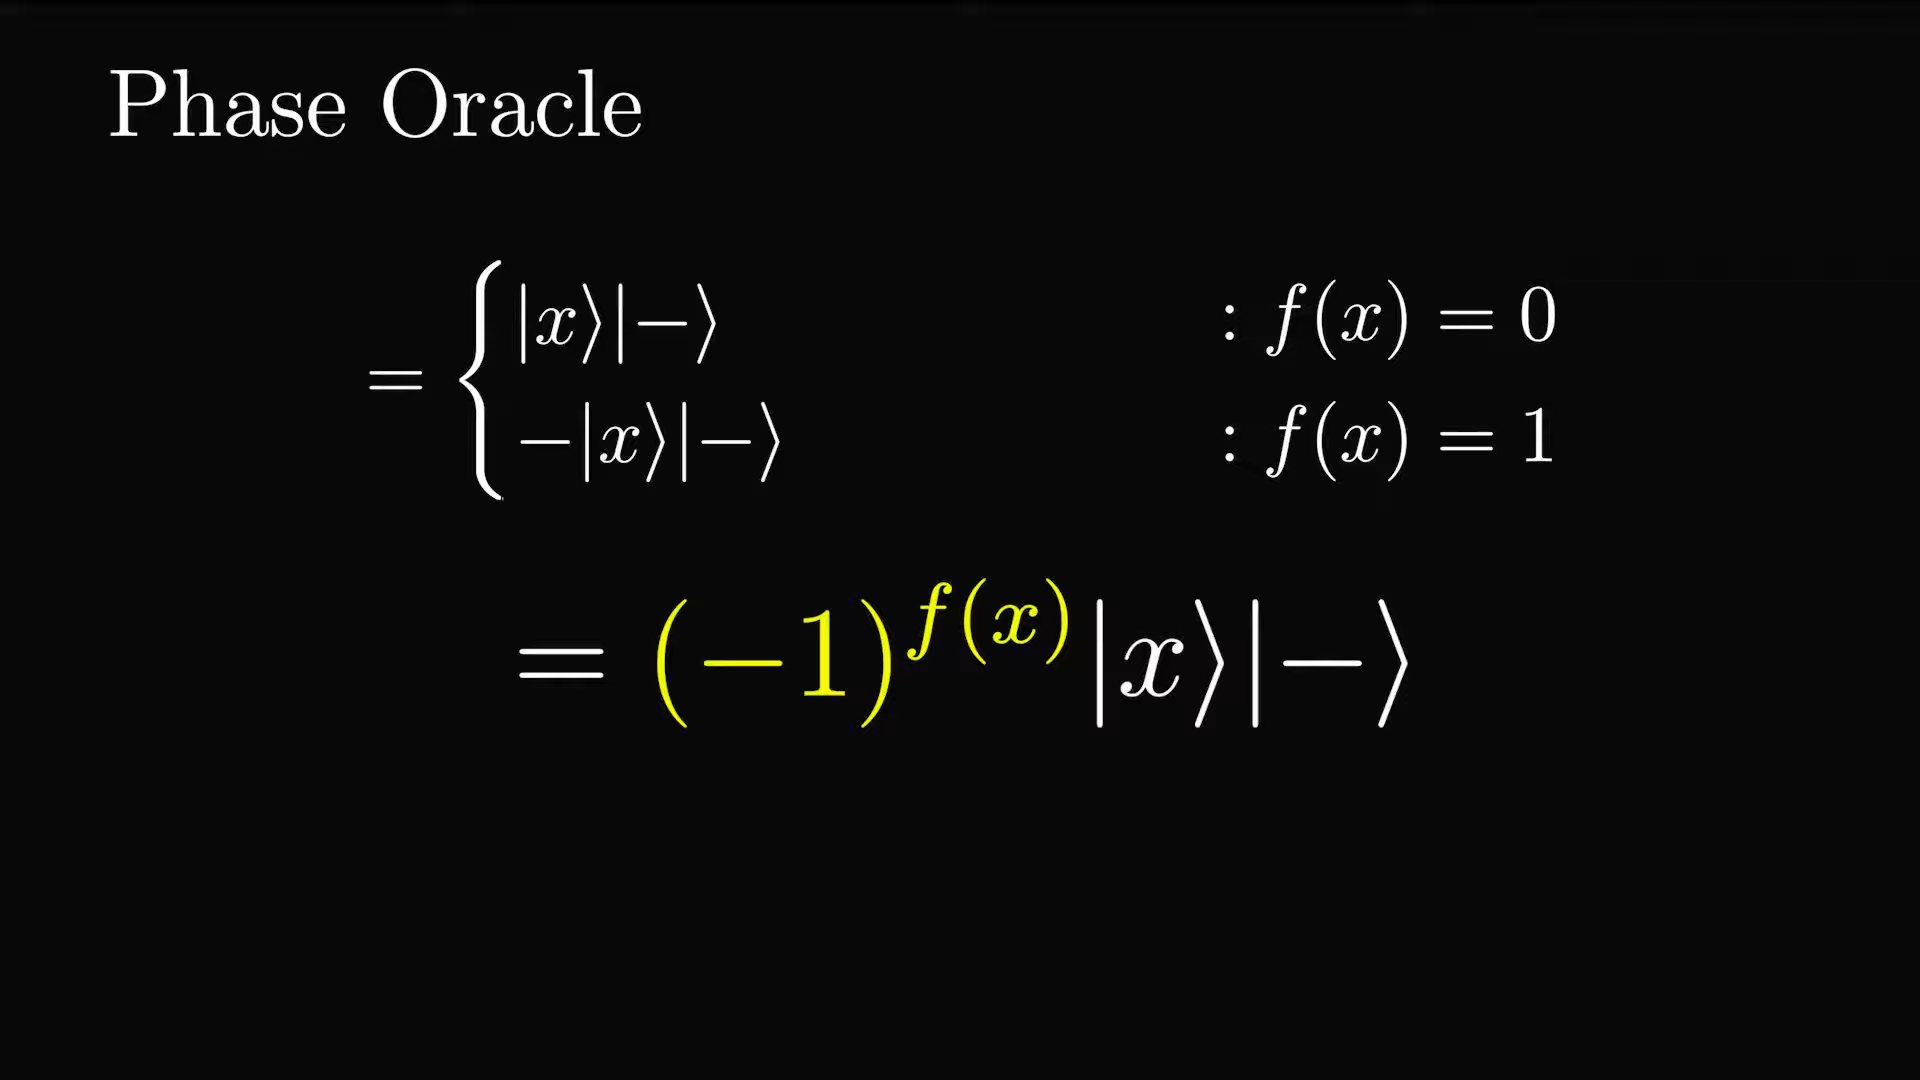 Phase Oracle
= { |x⟩|−⟩ : f(x) = 0
−|x⟩|−⟩ : f(x) = 1
= (−1)^{f(x)}|x⟩|−⟩